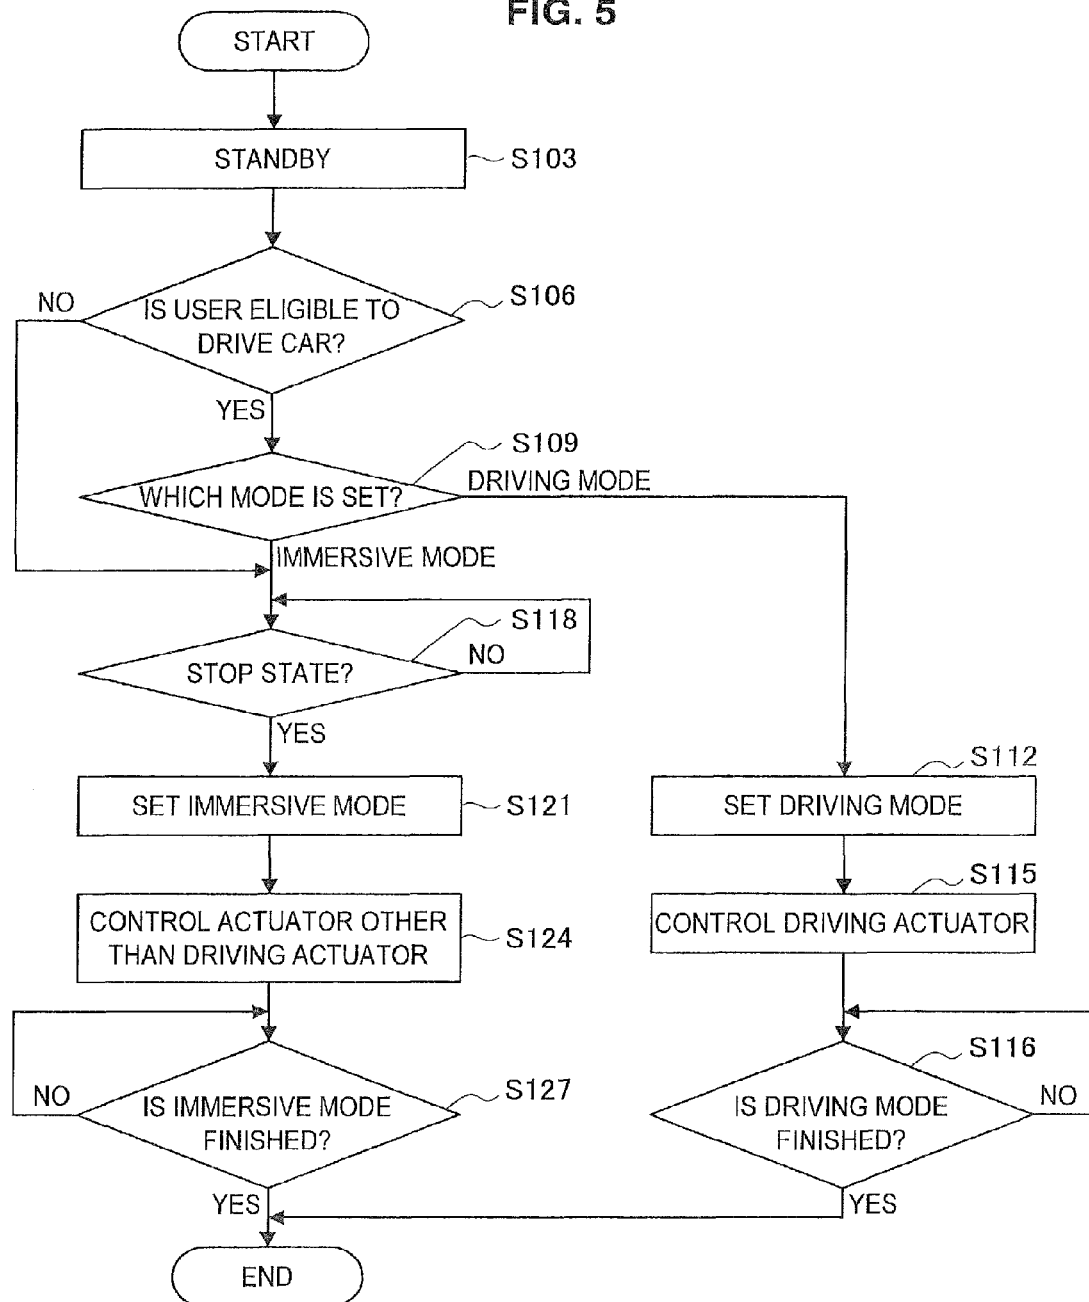 FIG. 5
START
STANDBY
S103
NO
IS USER ELIGIBLE TO
DRIVE CAR?
S106
YES
S109
WHICH MODE IS SET?
DRIVING MODE
IMMERSIVE MODE
S118
STOP STATE?
NO
YES
SET IMMERSIVE MODE
S121
S112
SET DRIVING MODE
CONTROL ACTUATOR OTHER
THAN DRIVING ACTUATOR
S124
S115
CONTROL DRIVING ACTUATOR
NO
IS IMMERSIVE MODE
FINISHED?
S127
YES
S116
IS DRIVING MODE
FINISHED?
NO
YES
END